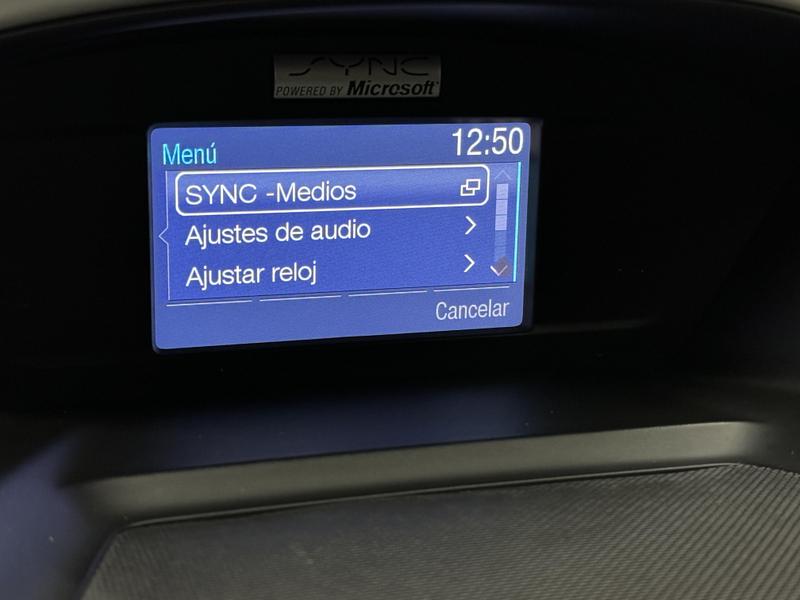 SYNC
POWERED BY Microsoft
Menú 12:50
SYNC -Medios
Ajustes de audio
Ajustar reloj
Cancelar